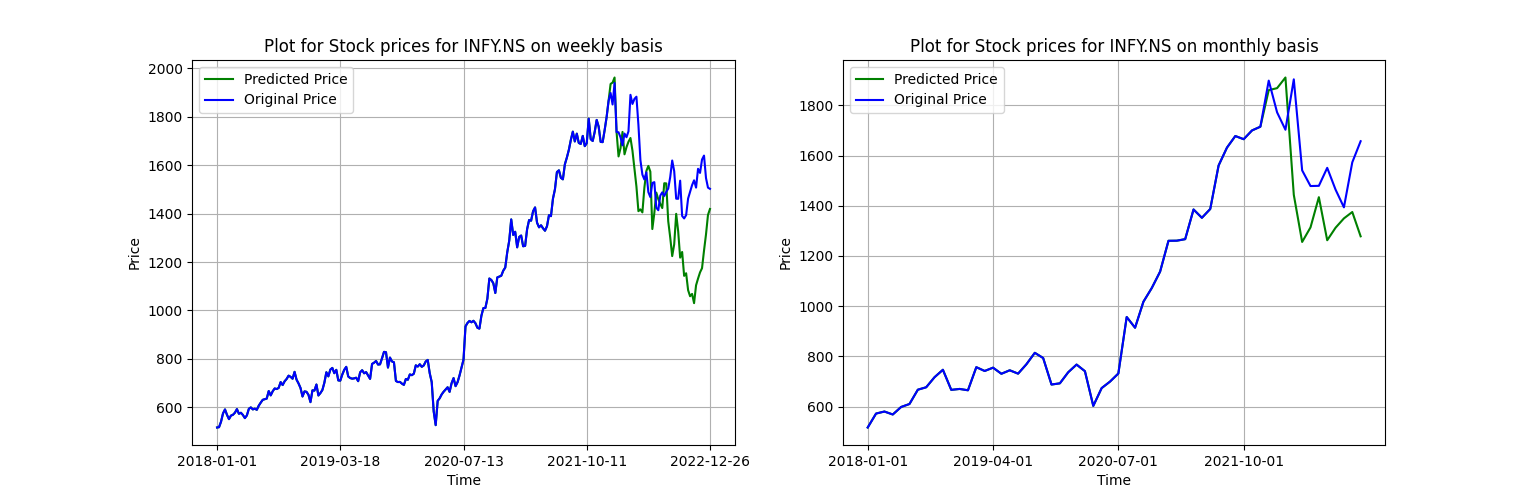 Plot for Stock prices for INFY.NS on weekly basis
Predicted Price
Original Price
2000
1800
1600
1400
1200
1000
800
600
Price
2018-01-01
2019-03-18
2020-07-13
2021-10-11
2022-12-26
Time
Plot for Stock prices for INFY.NS on monthly basis
Predicted Price
Original Price
1800
1600
1400
1200
1000
800
600
Price
2018-01-01
2019-04-01
2020-07-01
2021-10-01
Time